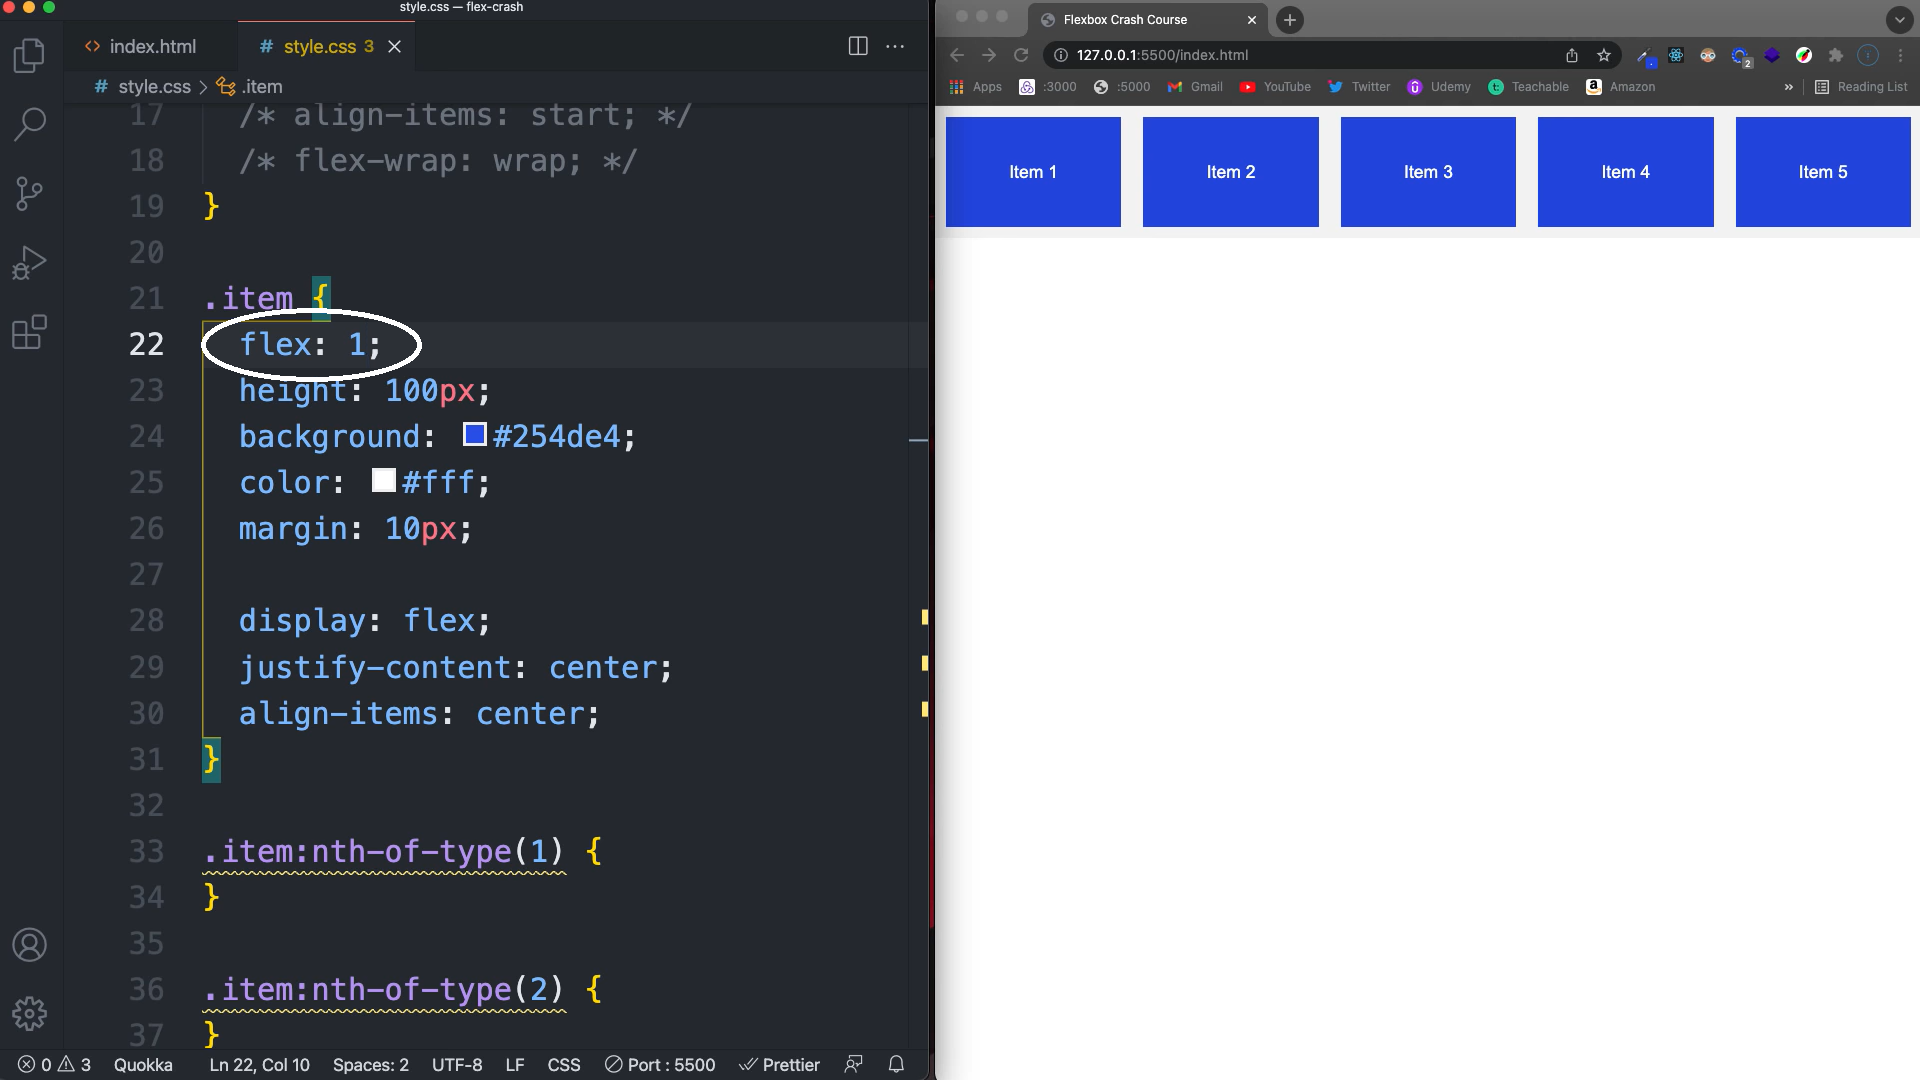 style.css — flex-crash
index.html
# style.css 3
# style.css > .item
17 /* align-items: start; */
18 /* flex-wrap: wrap; */
19 }
20
21 .item {
22 flex: 1;
23 height: 100px;
24 background: #254de4;
25 color: #fff;
26 margin: 10px;
27
28 display: flex;
29 justify-content: center;
30 align-items: center;
31 }
32
33 .item:nth-of-type(1) {
34 }
35
36 .item:nth-of-type(2) {
37 }
0 3 Quokka Ln 22, Col 10 Spaces: 2 UTF-8 LF CSS Port : 5500 Prettier
Flexbox Crash Course
127.0.0.1:5500/index.html
2
Apps :3000 :5000 Gmail YouTube Twitter Udemy Teachable Amazon » Reading List
Item 1 Item 2 Item 3 Item 4 Item 5